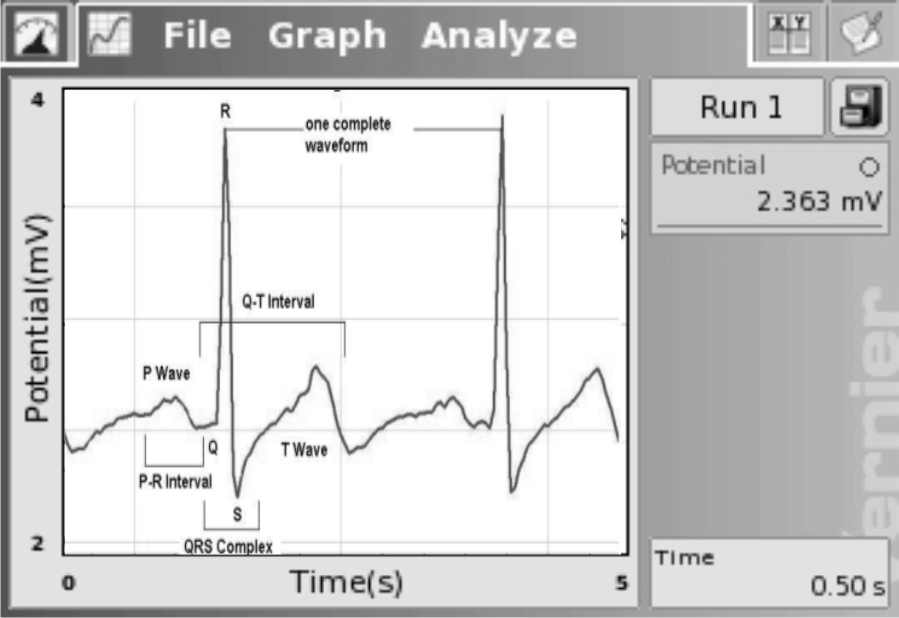 File Graph Analyze
X Y
4
R
one complete
waveform
Run 1
Potential
2.363 mV
Potential(mV)
Q-T Interval
P Wave
Q
T Wave
P-R Interval
S
QRS Complex
2
0
Time(s)
5
Time
0.50 s
ernier